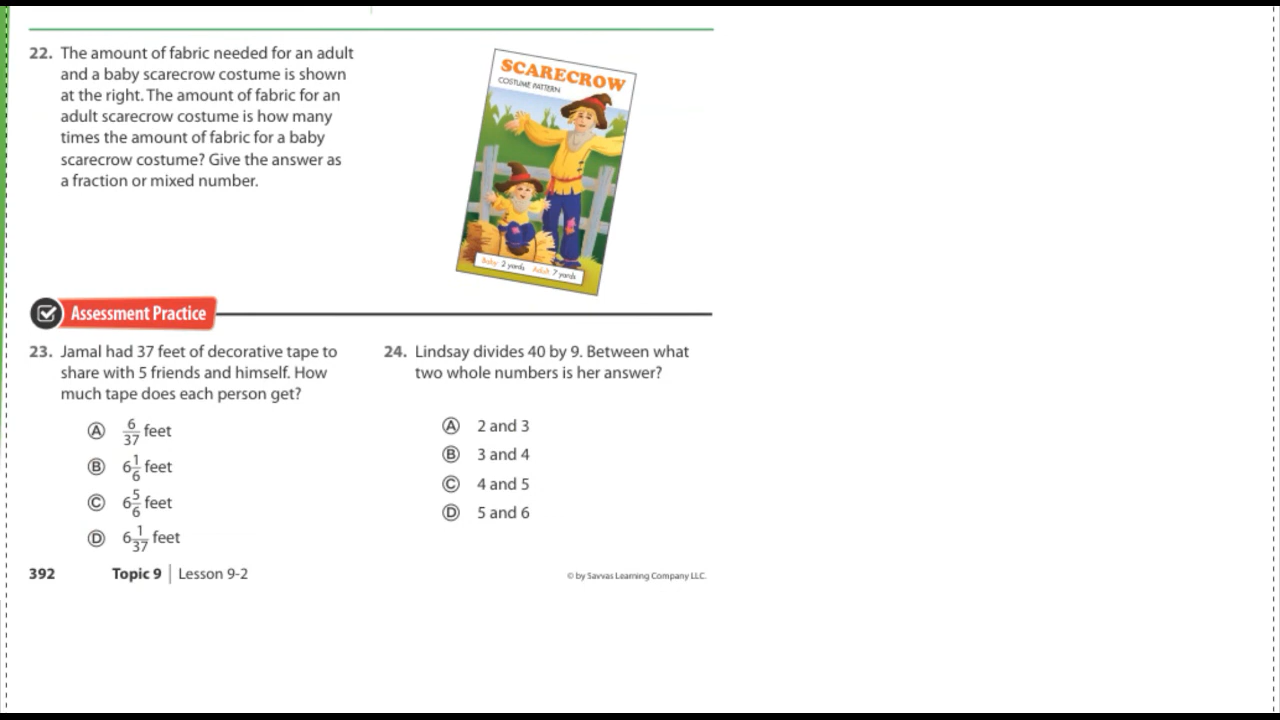 22. The amount of fabric needed for an adult
and a baby scarecrow costume is shown
at the right. The amount of fabric for an
adult scarecrow costume is how many
times the amount of fabric for a baby
scarecrow costume? Give the answer as
a fraction or mixed number.
SCARECROW
COSTUME PATTERN
Baby 2 yards Adult 7 yards
Assessment Practice
23. Jamal had 37 feet of decorative tape to
share with 5 friends and himself. How
much tape does each person get?
Ⓐ 6/37 feet
Ⓑ 6 1/6 feet
Ⓒ 6 5/6 feet
Ⓓ 6 1/37 feet
24. Lindsay divides 40 by 9. Between what
two whole numbers is her answer?
Ⓐ 2 and 3
Ⓑ 3 and 4
Ⓒ 4 and 5
Ⓓ 5 and 6
392 Topic 9 | Lesson 9-2
© by Savvas Learning Company LLC.